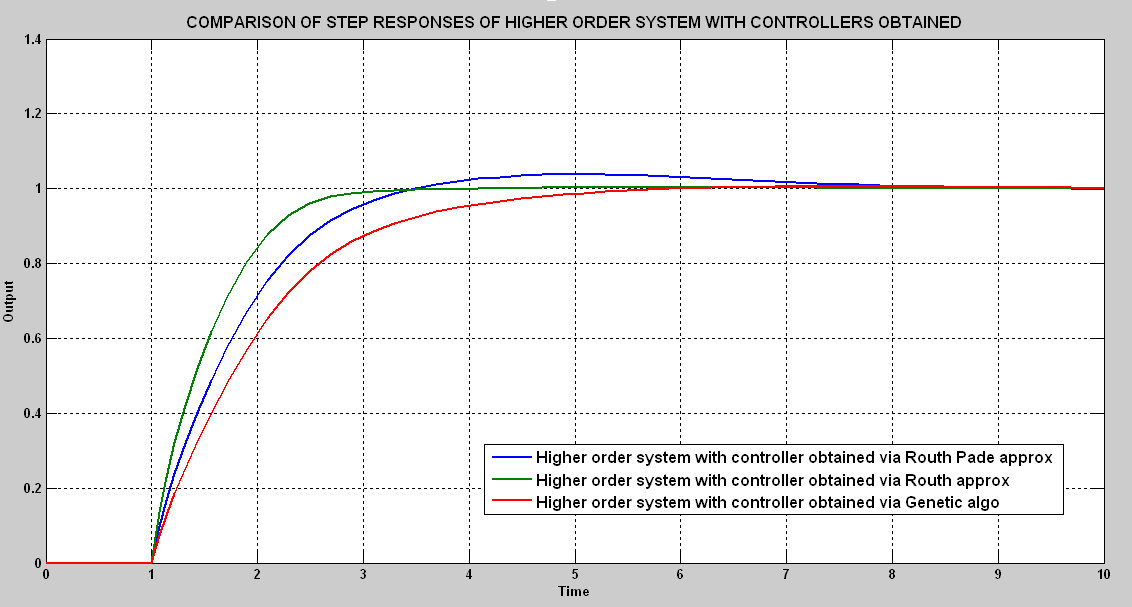 COMPARISON OF STEP RESPONSES OF HIGHER ORDER SYSTEM WITH CONTROLLERS OBTAINED
1.4
1.2
1
0.8
0.6
0.4
0.2
0
Output
Higher order system with controller obtained via Routh Pade approx
Higher order system with controller obtained via Routh approx
Higher order system with controller obtained via Genetic algo
0 1 2 3 4 5 6 7 8 9 10
Time